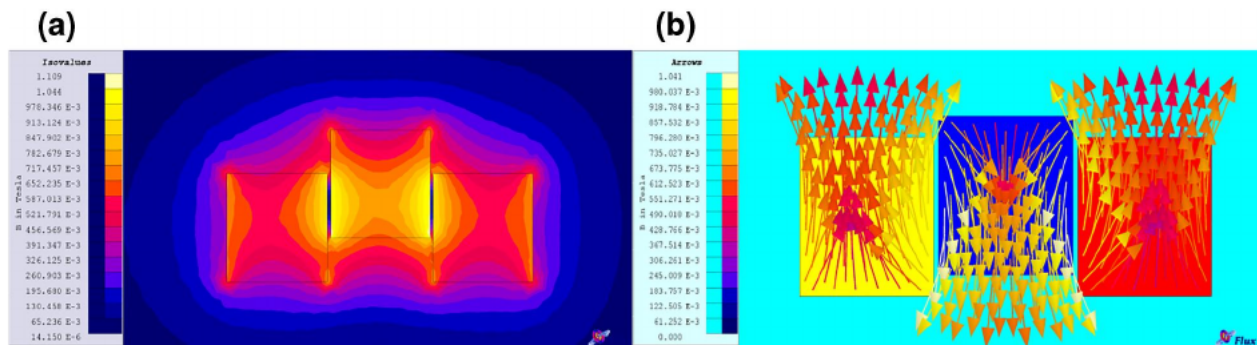 (a)
(b)
Isovalues
1.109
1.044
978.346 E-3
913.124 E-3
847.902 E-3
782.679 E-3
717.457 E-3
652.235 E-3
587.013 E-3
521.791 E-3
456.569 E-3
391.347 E-3
326.125 E-3
260.903 E-3
195.680 E-3
130.458 E-3
65.236 E-3
14.150 E-6
B in Tesla
Arrows
1.041
980.037 E-3
918.784 E-3
857.532 E-3
796.280 E-3
735.027 E-3
673.775 E-3
612.523 E-3
551.271 E-3
490.018 E-3
428.766 E-3
367.514 E-3
306.261 E-3
245.009 E-3
183.757 E-3
122.505 E-3
61.252 E-3
0.000
B in Tesla
Flux